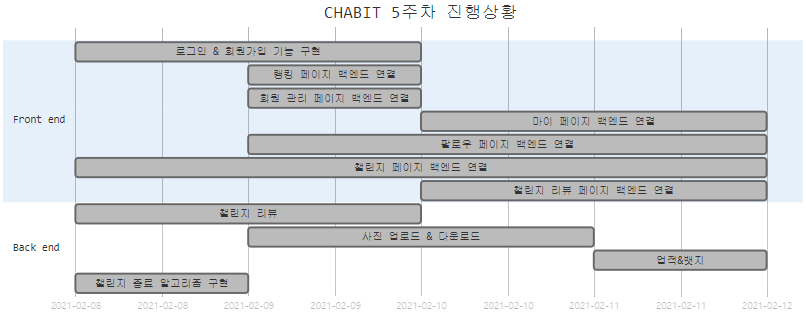 CHABIT 5주차 진행상황
로그인 & 회원가입 기능 구현
랭킹 페이지 백엔드 연결
회원 관리 페이지 백엔드 연결
Front end
마이 페이지 백엔드 연결
팔로우 페이지 백엔드 연결
챌린지 페이지 백엔드 연결
챌린지 리뷰 페이지 백엔드 연결
챌린지 리뷰
사진 업로드 & 다운로드
Back end
업적&뱃지
챌린지 종료 알고리즘 구현
2021-02-08 2021-02-08 2021-02-09 2021-02-09 2021-02-10 2021-02-10 2021-02-11 2021-02-11 2021-02-12